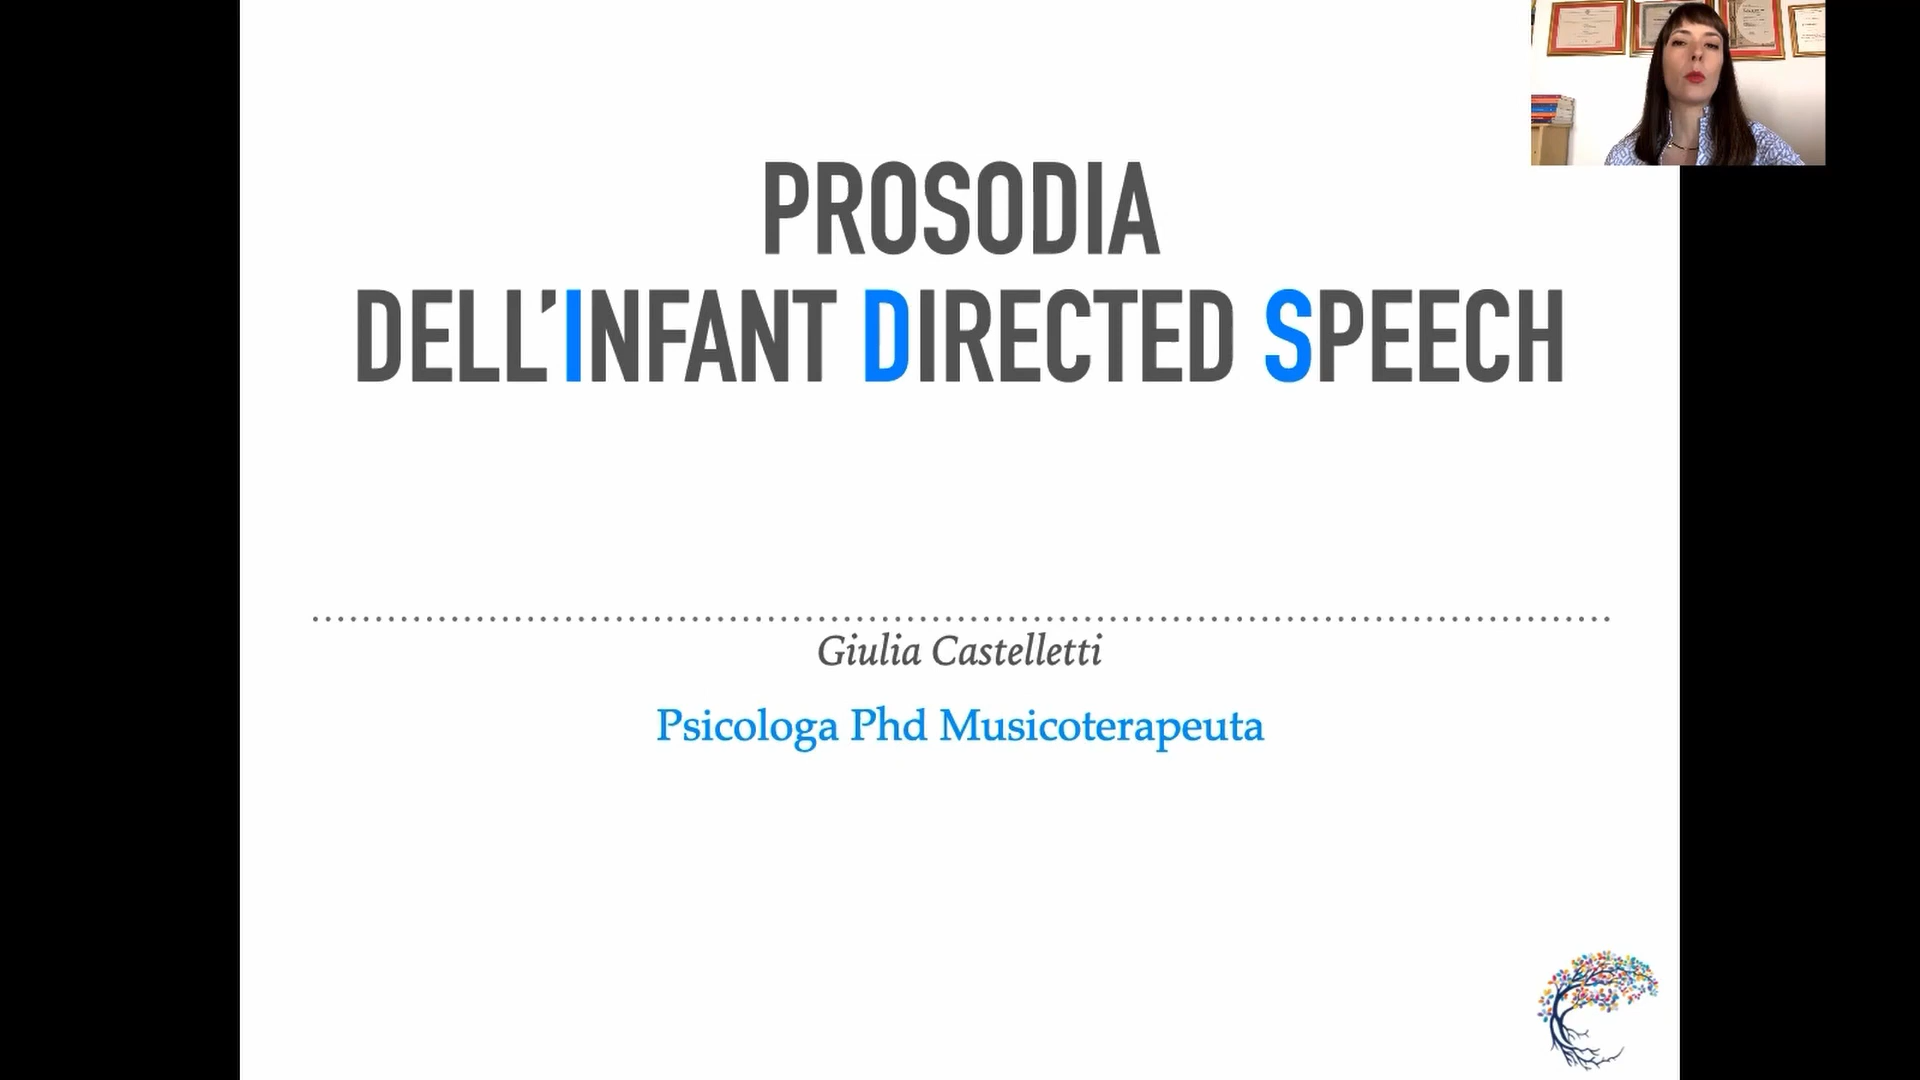 PROSODIA
DELL'INFANT DIRECTED SPEECH
Giulia Castelletti
Psicologa Phd Musicoterapeuta